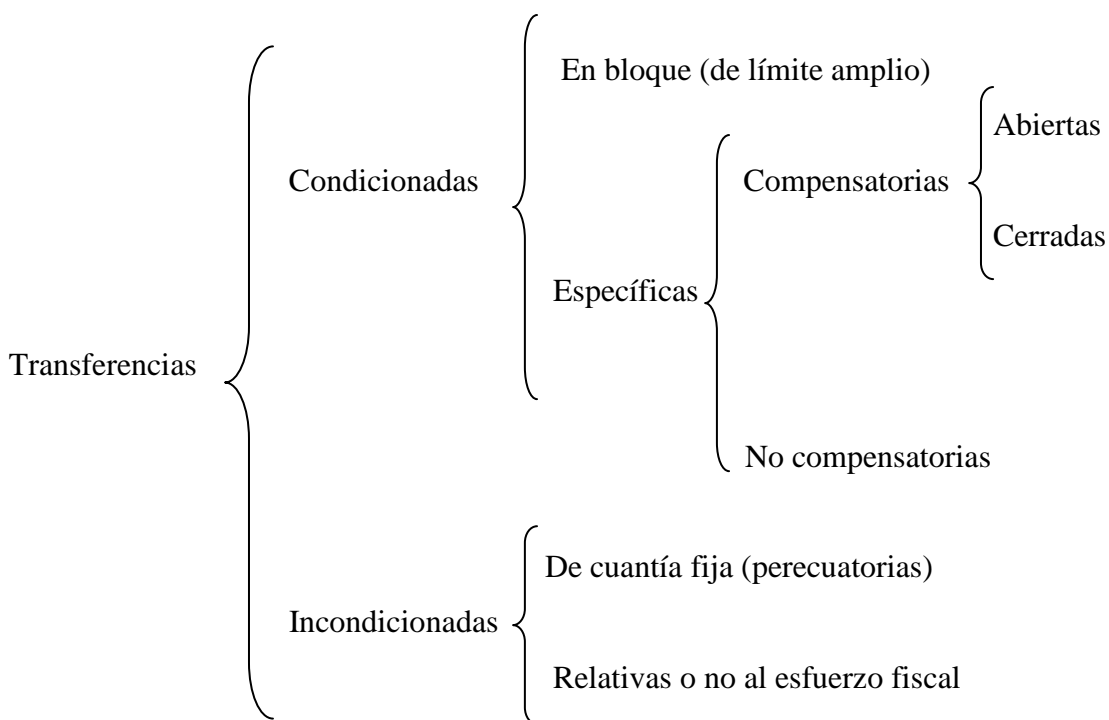 En bloque (de límite amplio)
Abiertas
Condicionadas
Compensatorias
Cerradas
Específicas
Transferencias
No compensatorias
De cuantía fija (perecuatorias)
Incondicionadas
Relativas o no al esfuerzo fiscal